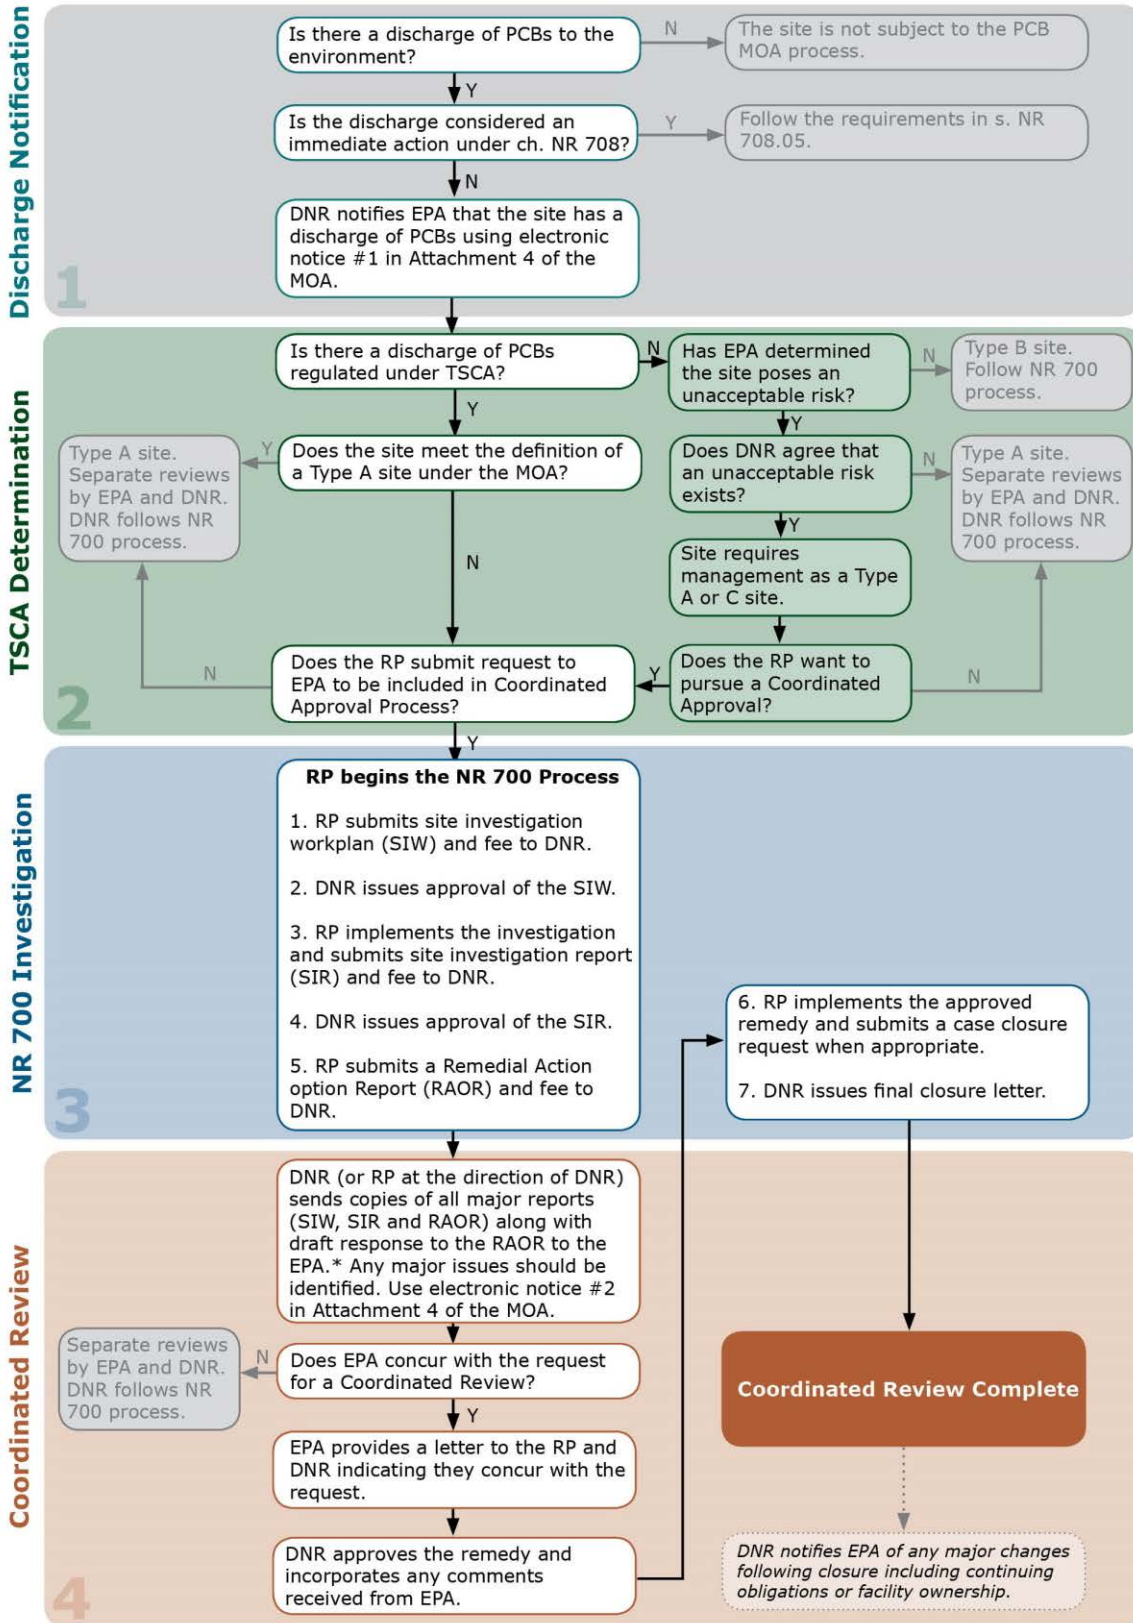 Discharge Notification
1
Is there a discharge of PCBs to the
environment?
N
The site is not subject to the PCB
MOA process.
Y
Is the discharge considered an
immediate action under ch. NR 708?
Y
Follow the requirements in s. NR
708.05.
N
DNR notifies EPA that the site has a
discharge of PCBs using electronic
notice #1 in Attachment 4 of the
MOA.
TSCA Determination
2
Is there a discharge of PCBs
regulated under TSCA?
N
Has EPA determined
the site poses an
unacceptable risk?
N
Type B site.
Follow NR 700
process.
Y
Y
Type A site.
Separate reviews
by EPA and DNR.
DNR follows NR
700 process.
Y
Does the site meet the definition of
a Type A site under the MOA?
Does DNR agree that
an unacceptable risk
exists?
N
Type A site.
Separate reviews
by EPA and DNR.
DNR follows NR
700 process.
Y
N
Site requires
management as a Type
A or C site.
N
Does the RP submit request to
EPA to be included in Coordinated
Approval Process?
Y
Does the RP want to
pursue a Coordinated
Approval?
N
Y
NR 700 Investigation
3
RP begins the NR 700 Process
1. RP submits site investigation
workplan (SIW) and fee to DNR.
2. DNR issues approval of the SIW.
3. RP implements the investigation
and submits site investigation report
(SIR) and fee to DNR.
4. DNR issues approval of the SIR.
5. RP submits a Remedial Action
option Report (RAOR) and fee to
DNR.
6. RP implements the approved
remedy and submits a case closure
request when appropriate.
7. DNR issues final closure letter.
Coordinated Review
4
DNR (or RP at the direction of DNR)
sends copies of all major reports
(SIW, SIR and RAOR) along with
draft response to the RAOR to the
EPA.* Any major issues should be
identified. Use electronic notice #2
in Attachment 4 of the MOA.
Separate reviews
by EPA and DNR.
DNR follows NR
700 process.
N
Does EPA concur with the request
for a Coordinated Review?
Y
EPA provides a letter to the RP and
DNR indicating they concur with the
request.
DNR approves the remedy and
incorporates any comments
received from EPA.
Coordinated Review Complete
DNR notifies EPA of any major changes
following closure including continuing
obligations or facility ownership.